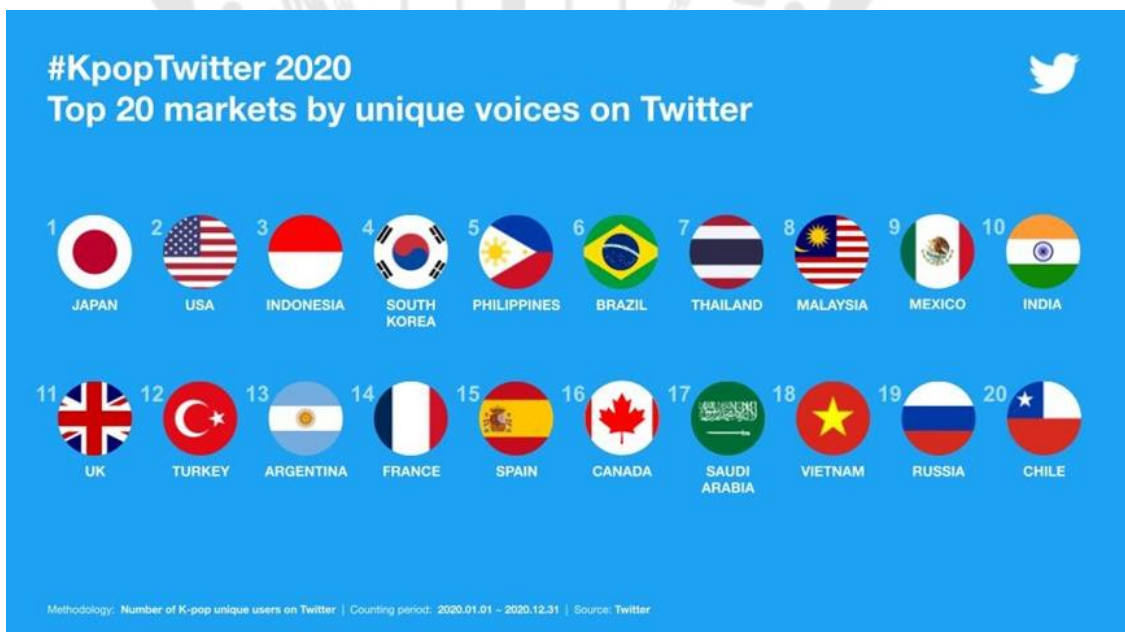 #KpopTwitter 2020
Top 20 markets by unique voices on Twitter
1 2 3 4 5 6 7 8 9 10
JAPAN USA INDONESIA SOUTH KOREA PHILIPPINES BRAZIL THAILAND MALAYSIA MEXICO INDIA
11 12 13 14 15 16 17 18 19 20
UK TURKEY ARGENTINA FRANCE SPAIN CANADA SAUDI ARABIA VIETNAM RUSSIA CHILE
Methodology: Number of K-pop unique users on Twitter | Counting period: 2020.01.01 ~ 2020.12.31 | Source: Twitter